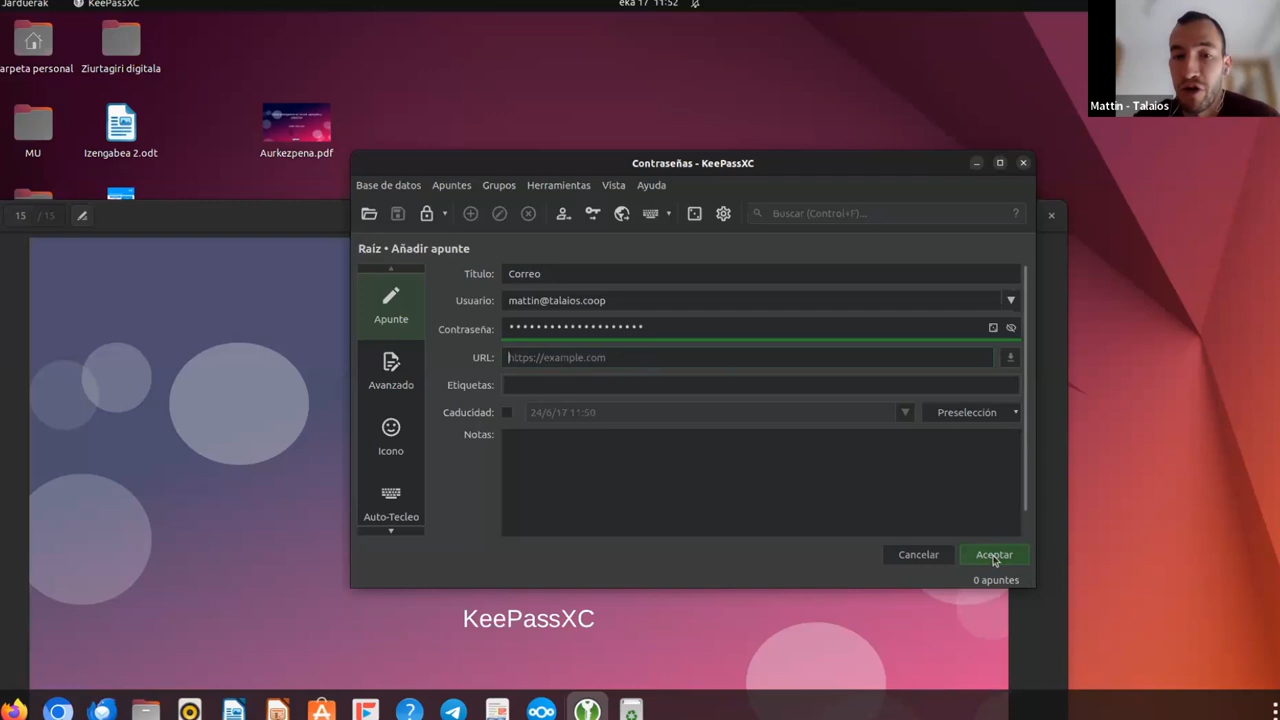 Jarduerak KeePassXC eka 17 11:52
arpeta personal Ziurtagiri digitala
MU Izengabea 2.odt Aurkezpena.pdf
Mattin - Talaios
Contraseñas - KeePassXC
Base de datos Apuntes Grupos Herramientas Vista Ayuda
Buscar (Control+F)... ?
15 / 15
Raíz • Añadir apunte
Apunte
Avanzado
Icono
Auto-Tecleo
Título: Correo
Usuario: mattin@talaios.coop
Contraseña: ••••••••••••••••••••
URL: https://example.com
Etiquetas:
Caducidad: 24/6/17 11:50 Preselección
Notas:
Cancelar Aceptar
0 apuntes
KeePassXC